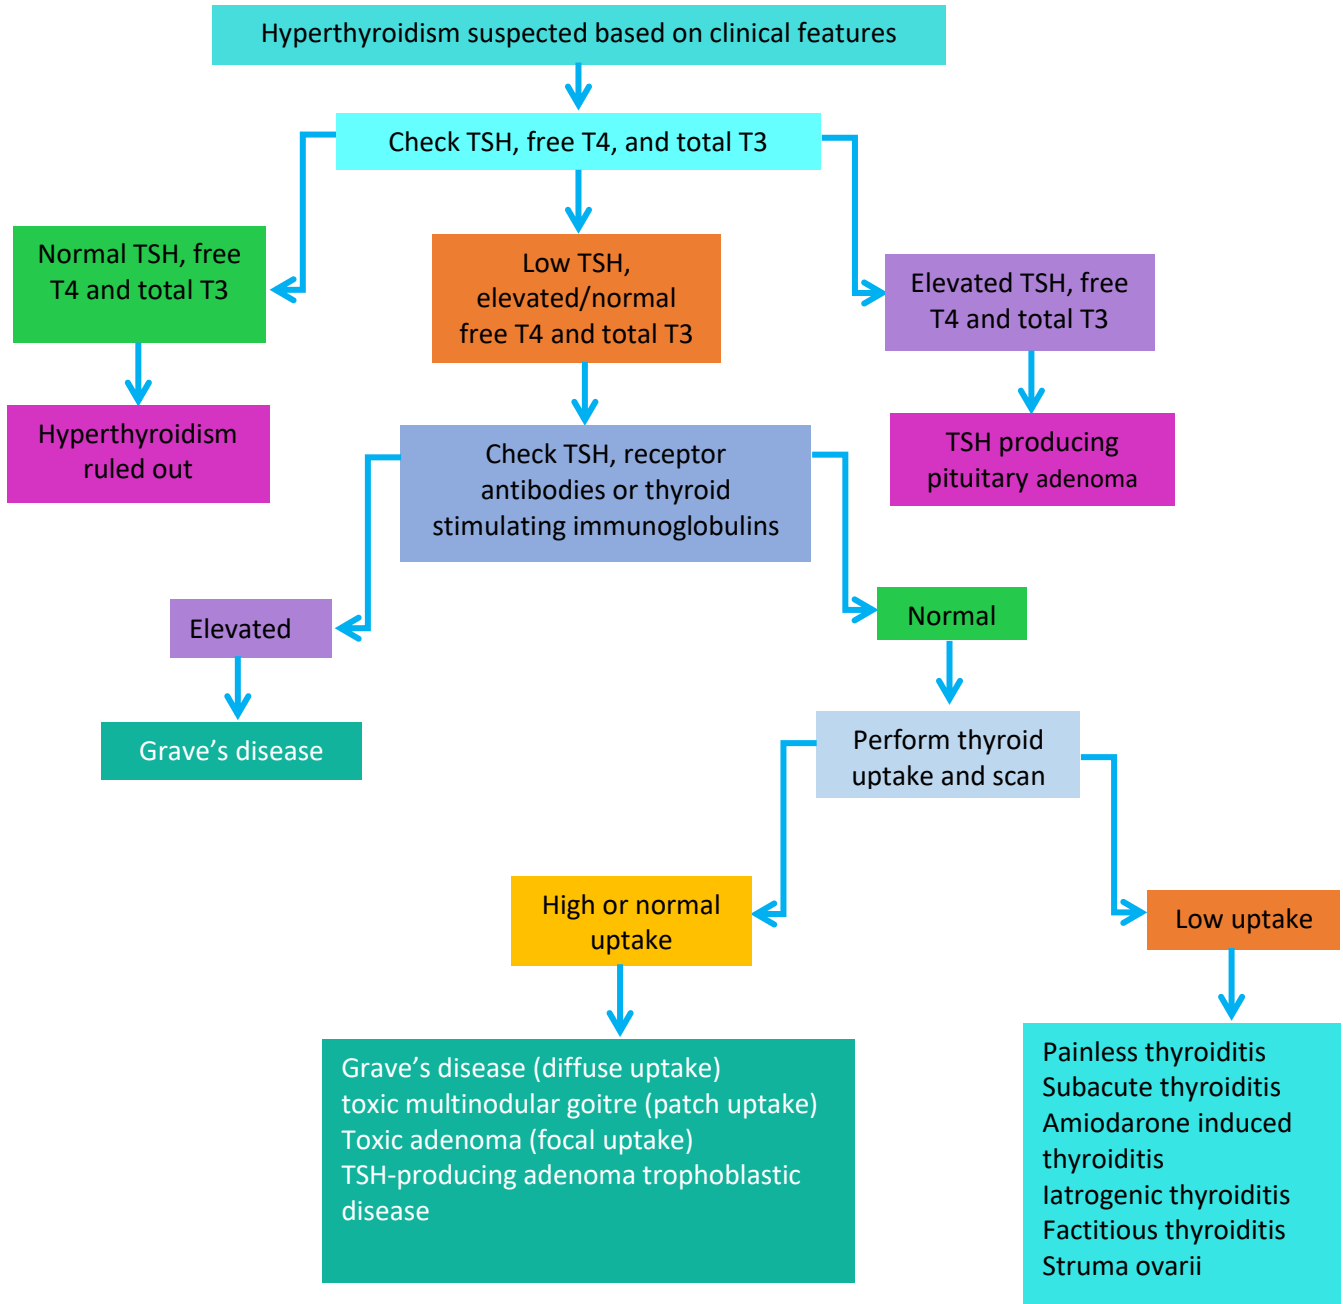 Hyperthyroidism suspected based on clinical features
Check TSH, free T4, and total T3
Normal TSH, free
T4 and total T3
Low TSH,
elevated/normal
free T4 and total T3
Elevated TSH, free
T4 and total T3
Hyperthyroidism
ruled out
Check TSH, receptor
antibodies or thyroid
stimulating immunoglobulins
TSH producing
pituitary adenoma
Elevated
Normal
Grave’s disease
Perform thyroid
uptake and scan
High or normal
uptake
Low uptake
Grave’s disease (diffuse uptake)
toxic multinodular goitre (patch uptake)
Toxic adenoma (focal uptake)
TSH-producing adenoma trophoblastic
disease
Painless thyroiditis
Subacute thyroiditis
Amiodarone induced
thyroiditis
Iatrogenic thyroiditis
Factitious thyroiditis
Struma ovarii